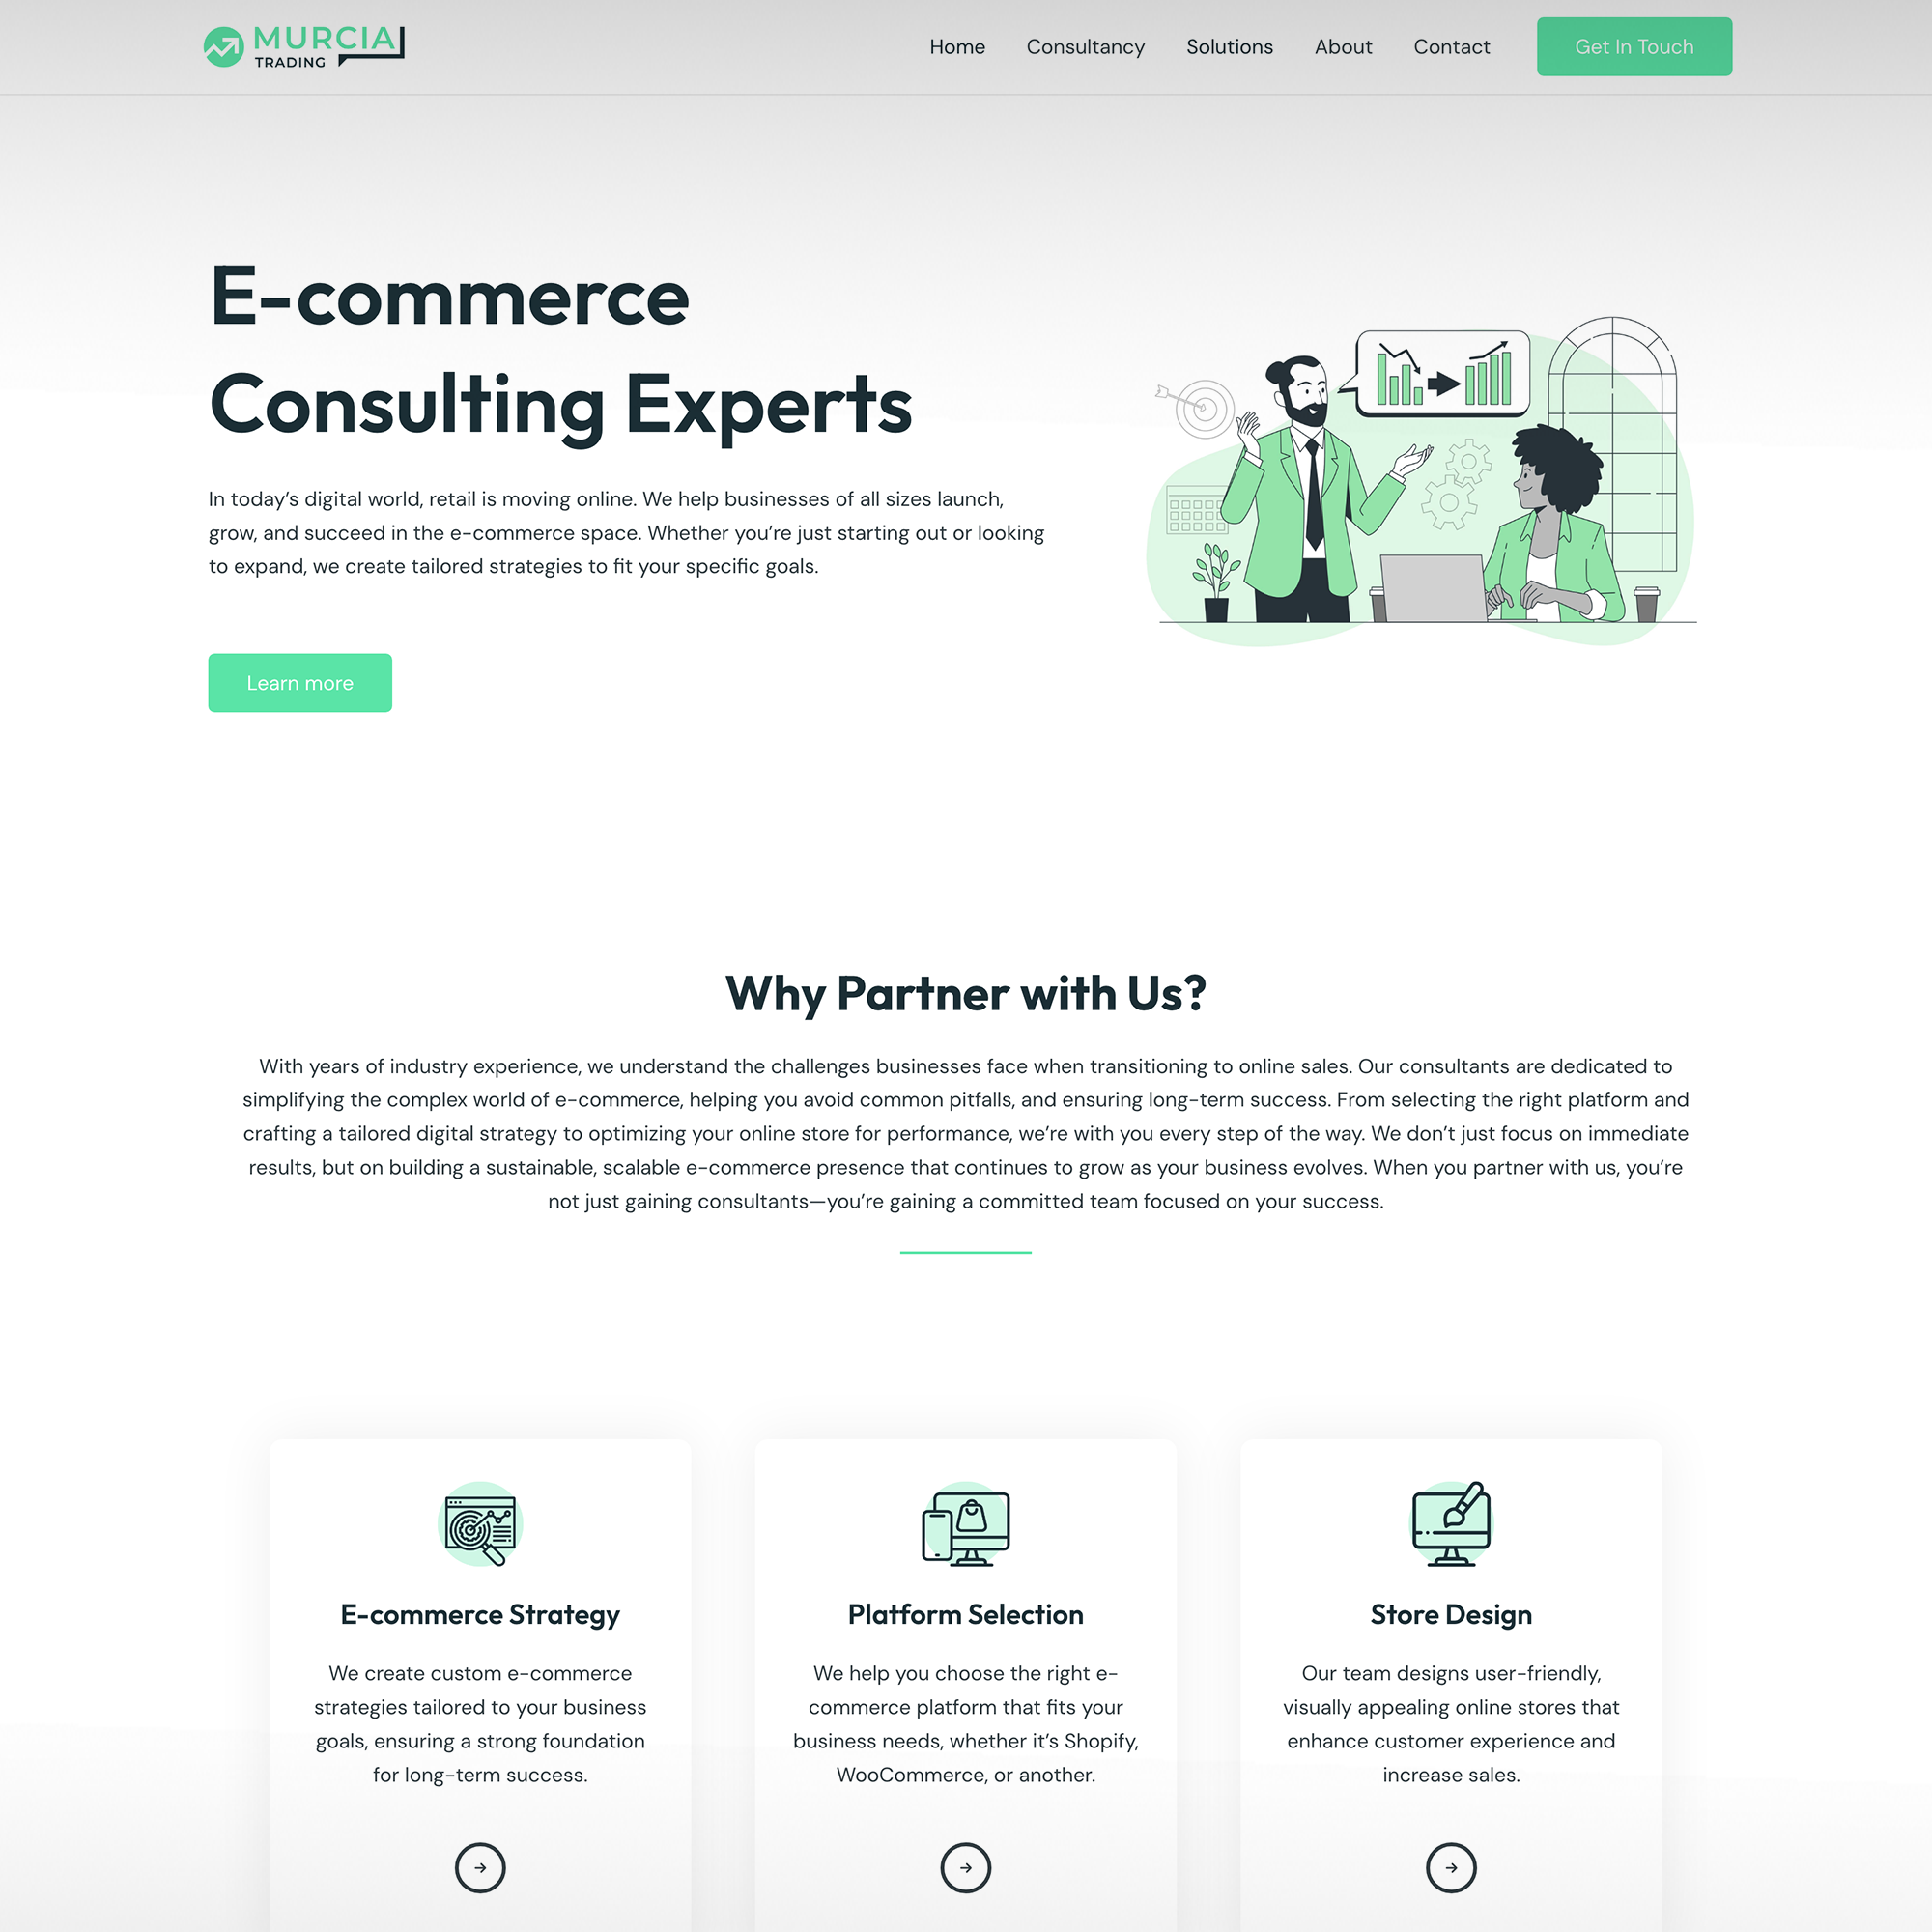 MURCIA
TRADING
Home
Consultancy
Solutions
About
Contact
Get In Touch
E-commerce
Consulting Experts
In today’s digital world, retail is moving online. We help businesses of all sizes launch,
grow, and succeed in the e-commerce space. Whether you’re just starting out or looking
to expand, we create tailored strategies to fit your specific goals.
Learn more
Why Partner with Us?
With years of industry experience, we understand the challenges businesses face when transitioning to online sales. Our consultants are dedicated to
simplifying the complex world of e-commerce, helping you avoid common pitfalls, and ensuring long-term success. From selecting the right platform and
crafting a tailored digital strategy to optimizing your online store for performance, we’re with you every step of the way. We don’t just focus on immediate
results, but on building a sustainable, scalable e-commerce presence that continues to grow as your business evolves. When you partner with us, you’re
not just gaining consultants—you’re gaining a committed team focused on your success.
E-commerce Strategy
We create custom e-commerce
strategies tailored to your business
goals, ensuring a strong foundation
for long-term success.
Platform Selection
We help you choose the right e-
commerce platform that fits your
business needs, whether it’s Shopify,
WooCommerce, or another.
Store Design
Our team designs user-friendly,
visually appealing online stores that
enhance customer experience and
increase sales.